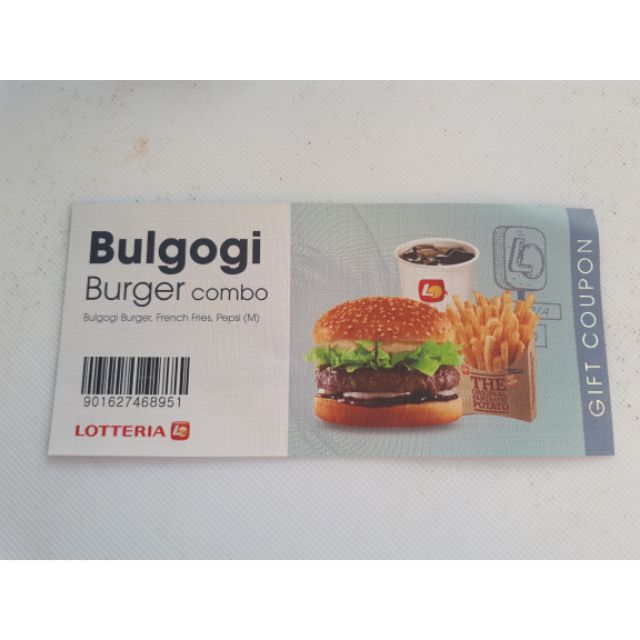 Bulgogi
Burger combo
Bulgogi Burger, French Fries, Pepsi (M)
901627468951
LOTTERIA
THE
ORIGINAL
POTATO
GIFT COUPON